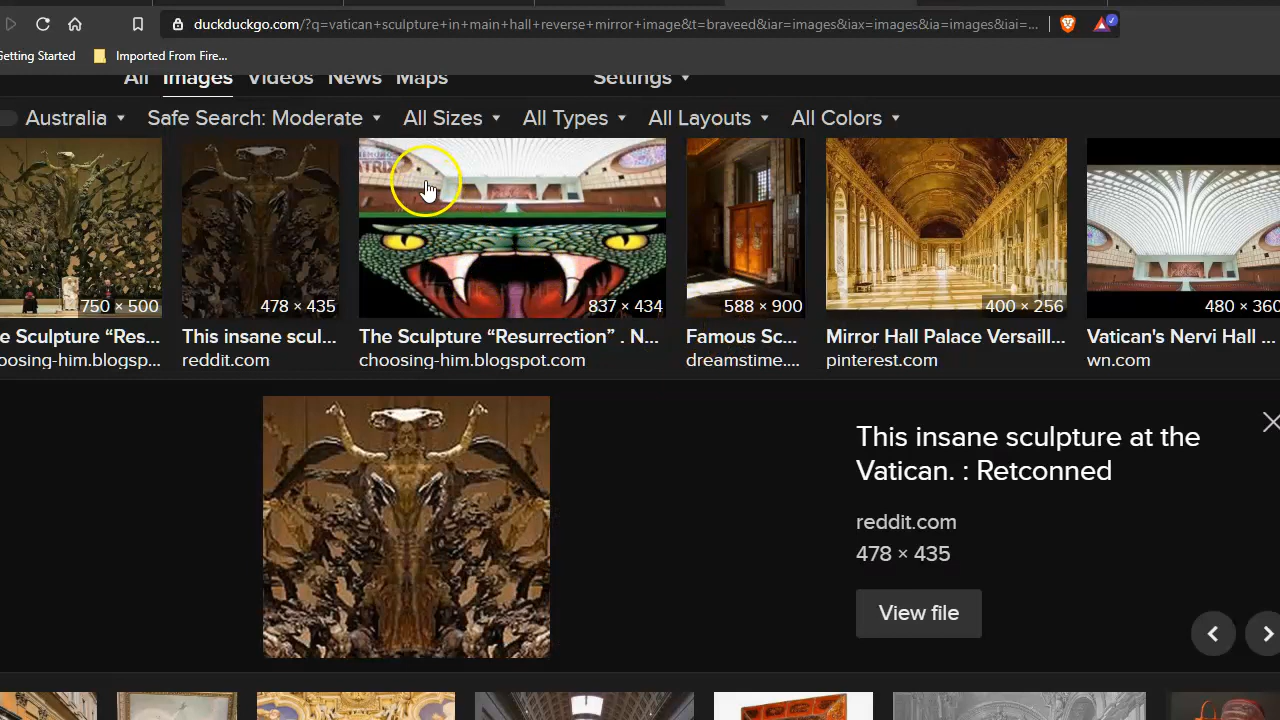 duckduckgo.com/?q=vatican+sculpture+in+main+hall+reverse+mirror+image&t=braveed&iar=images&iax=images&ia=images&iai=...
Getting Started Imported From Fire...
All Images Videos News Maps Settings
Australia Safe Search: Moderate All Sizes All Types All Layouts All Colors
ATRIX
750 × 500 478 × 435 837 × 434 588 × 900 400 × 256 480 × 360
e Sculpture “Res... This insane scul... The Sculpture “Resurrection” . N... Famous Sc... Mirror Hall Palace Versaill... Vatican's Nervi Hall ...
oosing-him.blogsp... reddit.com choosing-him.blogspot.com dreamstime.... pinterest.com wn.com
This insane sculpture at the
Vatican. : Retconned
reddit.com
478 × 435
View file